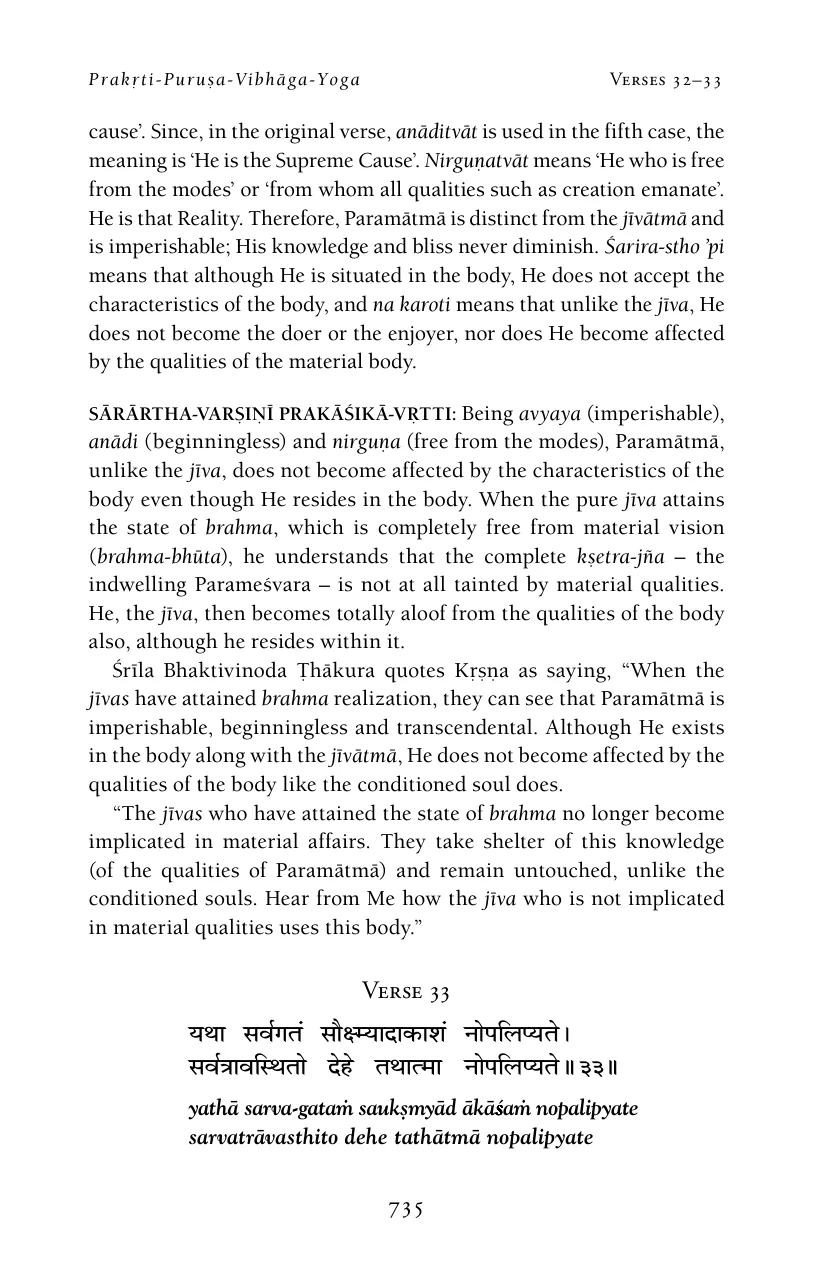 Prakṛti-Puruṣa-Vibhāga-Yoga
Verses 32–33
cause’. Since, in the original verse, anāditvāt is used in the fifth case, the
meaning is ‘He is the Supreme Cause’. Nirguṇatvāt means ‘He who is free
from the modes’ or ‘from whom all qualities such as creation emanate’.
He is that Reality. Therefore, Paramātmā is distinct from the jīvātmā and
is imperishable; His knowledge and bliss never diminish. Śarira-stho ’pi
means that although He is situated in the body, He does not accept the
characteristics of the body, and na karoti means that unlike the jīva, He
does not become the doer or the enjoyer, nor does He become affected
by the qualities of the material body.
SĀRĀRTHA-VARṢIṆĪ PRAKĀŚIKĀ-VṚTTI: Being avyaya (imperishable),
anādi (beginningless) and nirguṇa (free from the modes), Paramātmā,
unlike the jīva, does not become affected by the characteristics of the
body even though He resides in the body. When the pure jīva attains
the state of brahma, which is completely free from material vision
(brahma-bhūta), he understands that the complete kṣetra-jña – the
indwelling Parameśvara – is not at all tainted by material qualities.
He, the jīva, then becomes totally aloof from the qualities of the body
also, although he resides within it.
Śrīla Bhaktivinoda Ṭhākura quotes Kṛṣṇa as saying, “When the
jīvas have attained brahma realization, they can see that Paramātmā is
imperishable, beginningless and transcendental. Although He exists
in the body along with the jīvātmā, He does not become affected by the
qualities of the body like the conditioned soul does.
“The jīvas who have attained the state of brahma no longer become
implicated in material affairs. They take shelter of this knowledge
(of the qualities of Paramātmā) and remain untouched, unlike the
conditioned souls. Hear from Me how the jīva who is not implicated
in material qualities uses this body.”
Verse 33
यथा सर्वगतं सौक्ष्म्यादाकाशं नोपलिप्यते।
सर्वत्रावस्थितो देहे तथात्मा नोपलिप्यते॥३३॥
yathā sarva-gataṁ saukṣmyād ākāśaṁ nopalipyate
sarvatrāvasthito dehe tathātmā nopalipyate
735